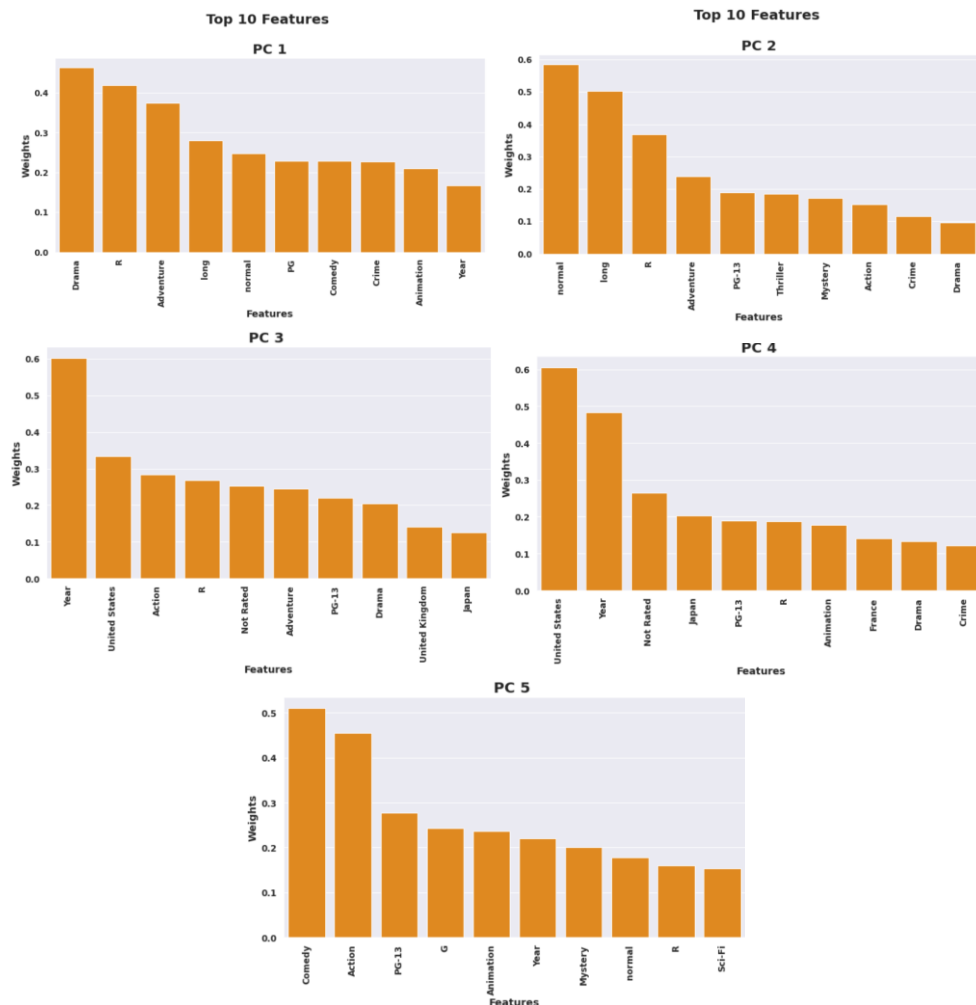 Top 10 Features
PC 1
Weights
0.4
0.3
0.2
0.1
0.0
Drama
R
Adventure
long
normal
PG
Comedy
Crime
Animation
Year
Features
Top 10 Features
PC 2
Weights
0.6
0.5
0.4
0.3
0.2
0.1
0.0
normal
long
R
Adventure
PG-13
Thriller
Mystery
Action
Crime
Drama
Features
PC 3
Weights
0.6
0.5
0.4
0.3
0.2
0.1
0.0
Year
United States
Action
R
Not Rated
Adventure
PG-13
Drama
United Kingdom
Japan
Features
PC 4
Weights
0.6
0.5
0.4
0.3
0.2
0.1
0.0
United States
Year
Not Rated
Japan
PG-13
R
Animation
France
Drama
Crime
Features
PC 5
Weights
0.5
0.4
0.3
0.2
0.1
0.0
Comedy
Action
PG-13
G
Animation
Year
Mystery
normal
R
Sci-Fi
Features